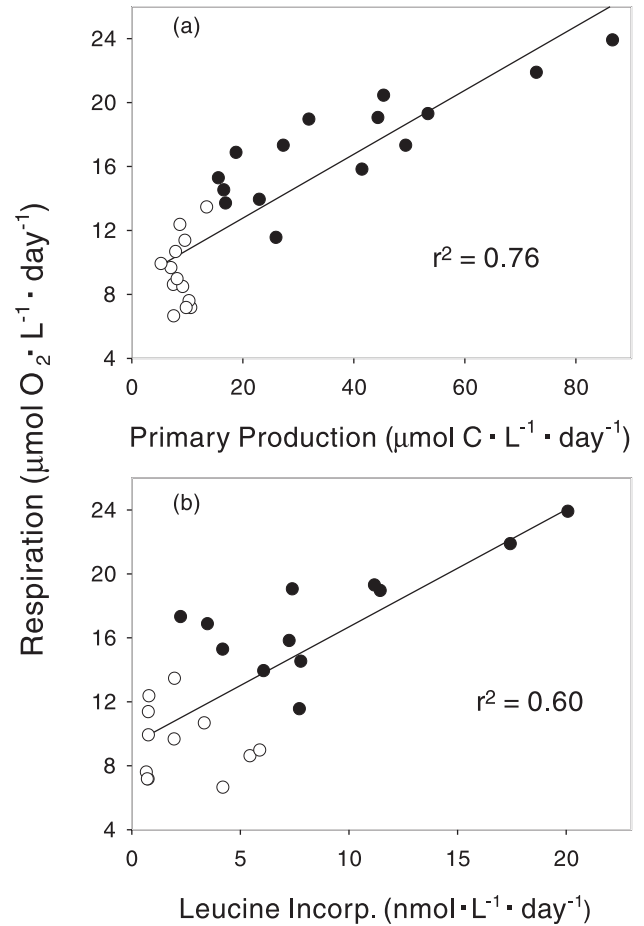 Respiration (μmol O₂ · L⁻¹ · day⁻¹)
(a)
24
20
16
12
8
4
r² = 0.76
0 20 40 60 80
Primary Production (μmol C · L⁻¹ · day⁻¹)
(b)
24
20
16
12
8
4
r² = 0.60
0 5 10 15 20
Leucine Incorp. (nmol · L⁻¹ · day⁻¹)